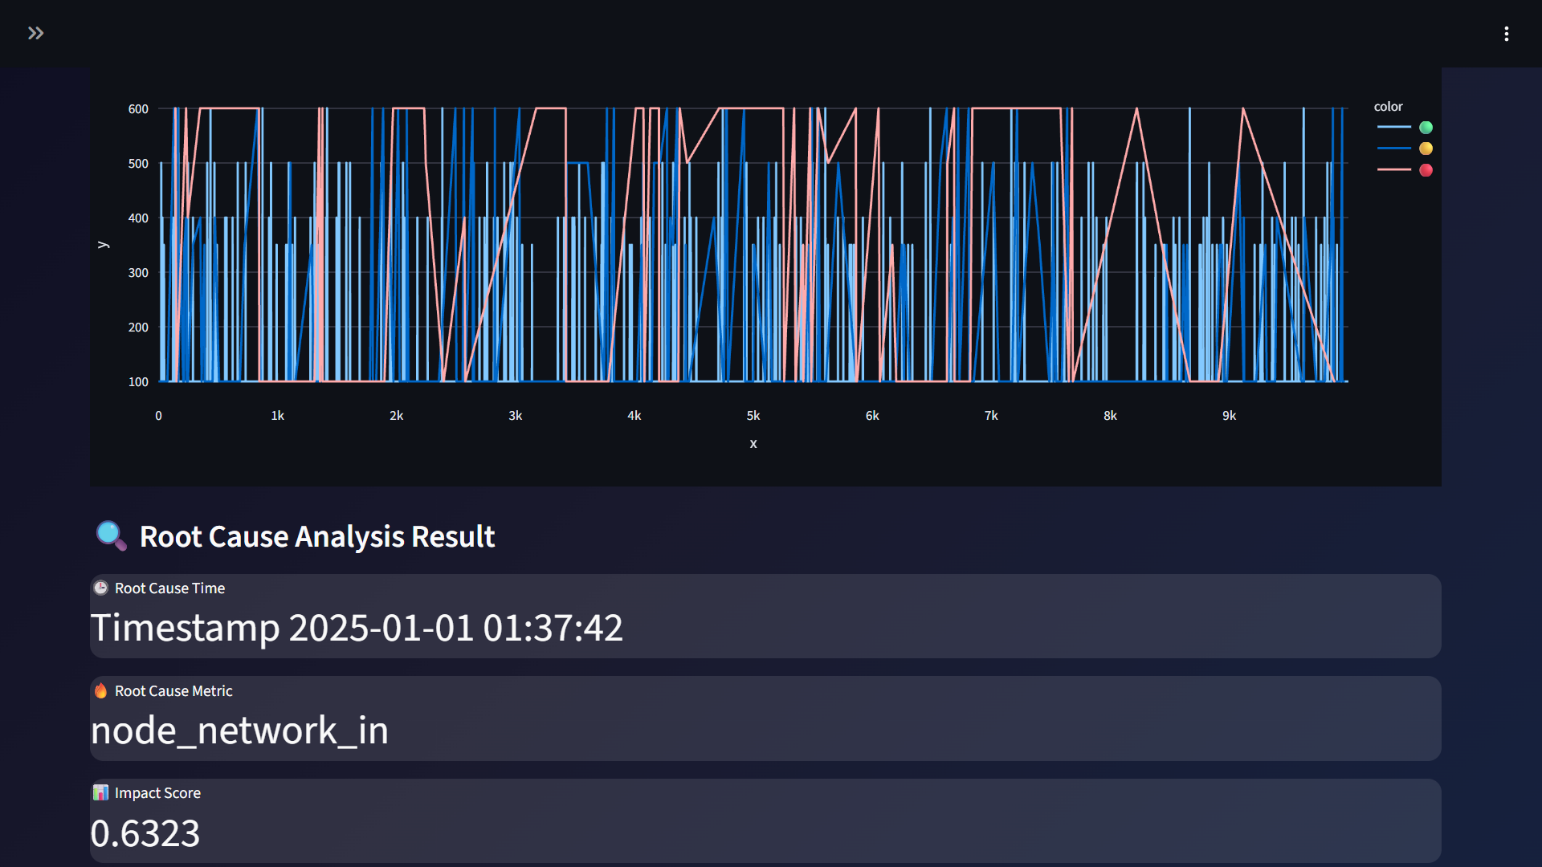 600
color
500
400
y
300
200
100
0 1k 2k 3k 4k 5k 6k 7k 8k 9k
x
Root Cause Analysis Result
Root Cause Time
Timestamp 2025-01-01 01:37:42
Root Cause Metric
node_network_in
Impact Score
0.6323